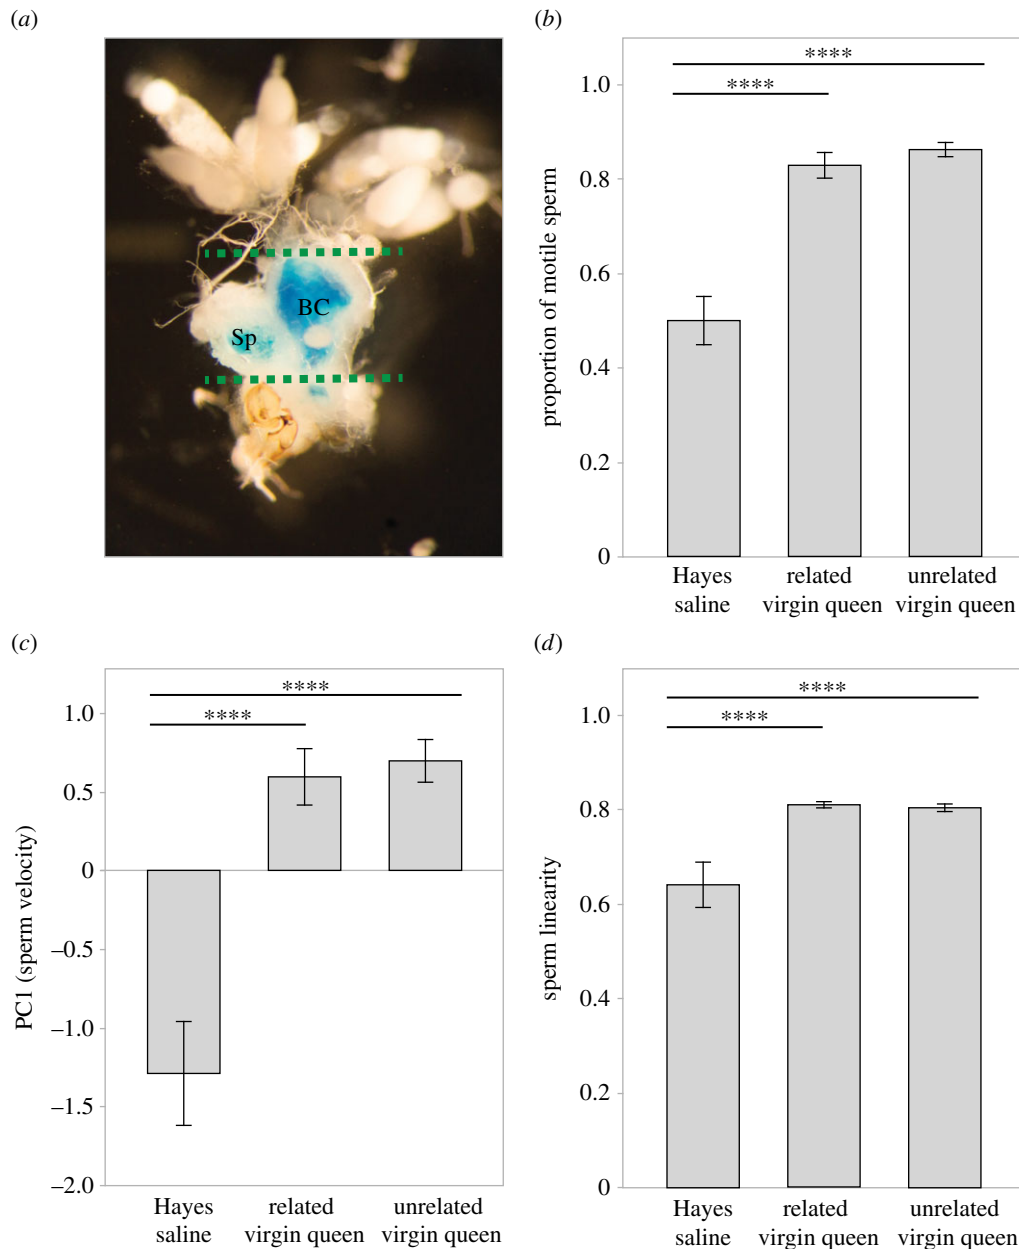 (a)
BC
Sp
(b)
proportion of motile sperm
1.0
0.8
0.6
0.4
0.2
0
****
****
Hayes
saline
related
virgin queen
unrelated
virgin queen
(c)
PC1 (sperm velocity)
1.0
0.5
0
–0.5
–1.0
–1.5
–2.0
****
****
Hayes
saline
related
virgin queen
unrelated
virgin queen
(d)
sperm linearity
1.0
0.8
0.6
0.4
0.2
0
****
****
Hayes
saline
related
virgin queen
unrelated
virgin queen